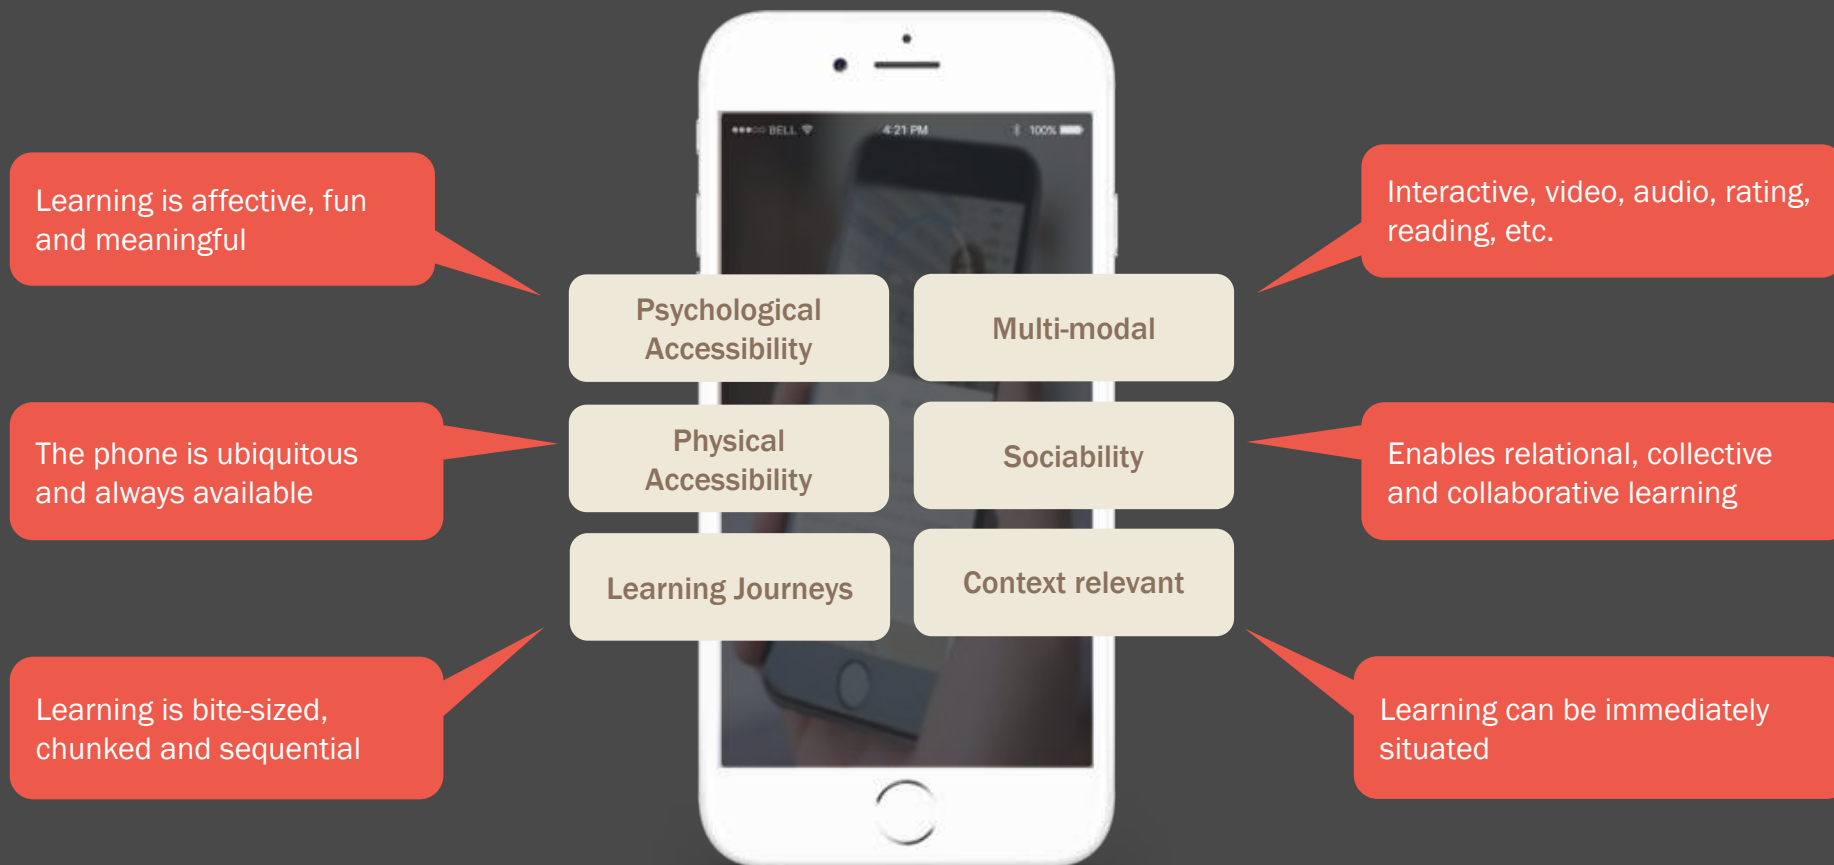 BELL
4:21 PM
100%
Learning is affective, fun
and meaningful
Psychological
Accessibility
Multi-modal
Interactive, video, audio, rating,
reading, etc.
The phone is ubiquitous
and always available
Physical
Accessibility
Sociability
Enables relational, collective
and collaborative learning
Learning Journeys
Context relevant
Learning is bite-sized,
chunked and sequential
Learning can be immediately
situated